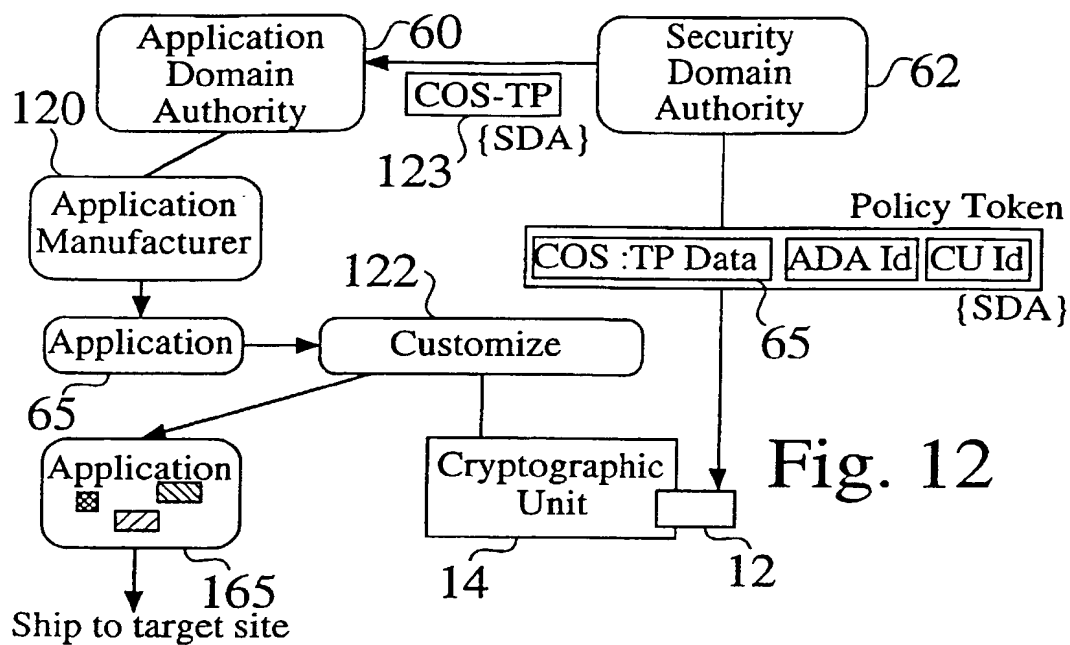 Application
Domain
Authority
60
Security
Domain
Authority
62
COS-TP
{SDA}
123
120
Application
Manufacturer
Policy Token
COS :TP Data
ADA Id
CU Id
{SDA}
65
122
Application
Customize
65
Application
Cryptographic
Unit
Fig. 12
165
14
12
Ship to target site